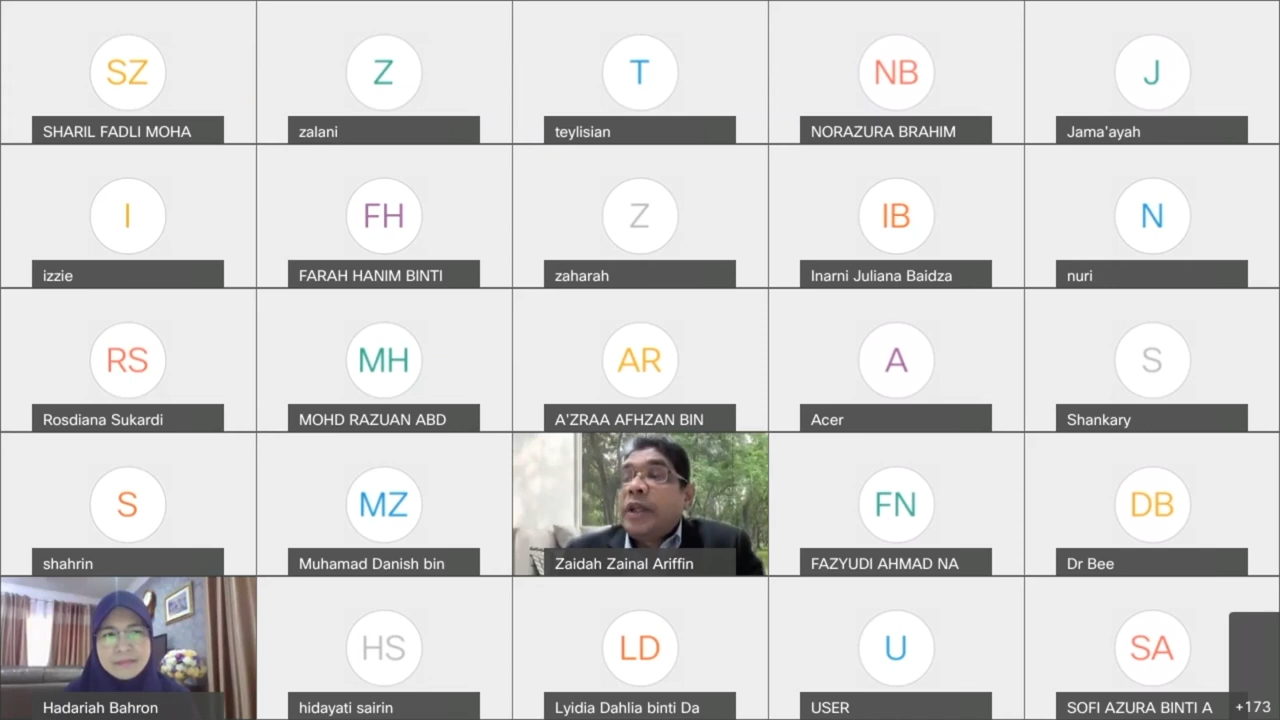 SZ
SHARIL FADLI MOHA
Z
zalani
T
teylisian
NB
NORAZURA BRAHIM
J
Jama'ayah
I
izzie
FH
FARAH HANIM BINTI
Z
zaharah
IB
Inarni Juliana Baidza
N
nuri
RS
Rosdiana Sukardi
MH
MOHD RAZUAN ABD
AR
A'ZRAA AFHZAN BIN
A
Acer
S
Shankary
S
shahrin
MZ
Muhamad Danish bin
Zaidah Zainal Ariffin
FN
FAZYUDI AHMAD NA
DB
Dr Bee
Hadariah Bahron
HS
hidayati sairin
LD
Lyidia Dahlia binti Da
U
USER
SA
SOFI AZURA BINTI A
+173